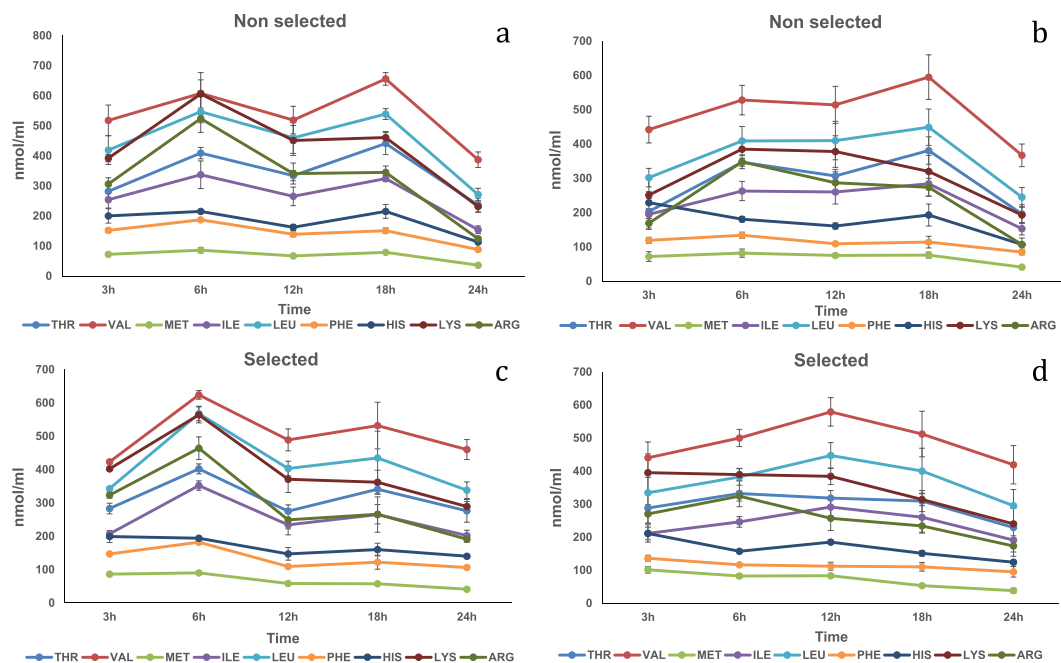 Non selected
a
800
700
600
500
400
300
200
100
0
nmol/ml
3h 6h 12h 18h 24h
Time
THR VAL MET ILE LEU PHE HIS LYS ARG
Non selected
b
700
600
500
400
300
200
100
0
nmol/ml
3h 6h 12h 18h 24h
Time
THR VAL MET ILE LEU PHE HIS LYS ARG
Selected
c
700
600
500
400
300
200
100
0
nmol/ml
3h 6h 12h 18h 24h
Time
THR VAL MET ILE LEU PHE HIS LYS ARG
Selected
d
700
600
500
400
300
200
100
0
nmol/ml
3h 6h 12h 18h 24h
Time
THR VAL MET ILE LEU PHE HIS LYS ARG